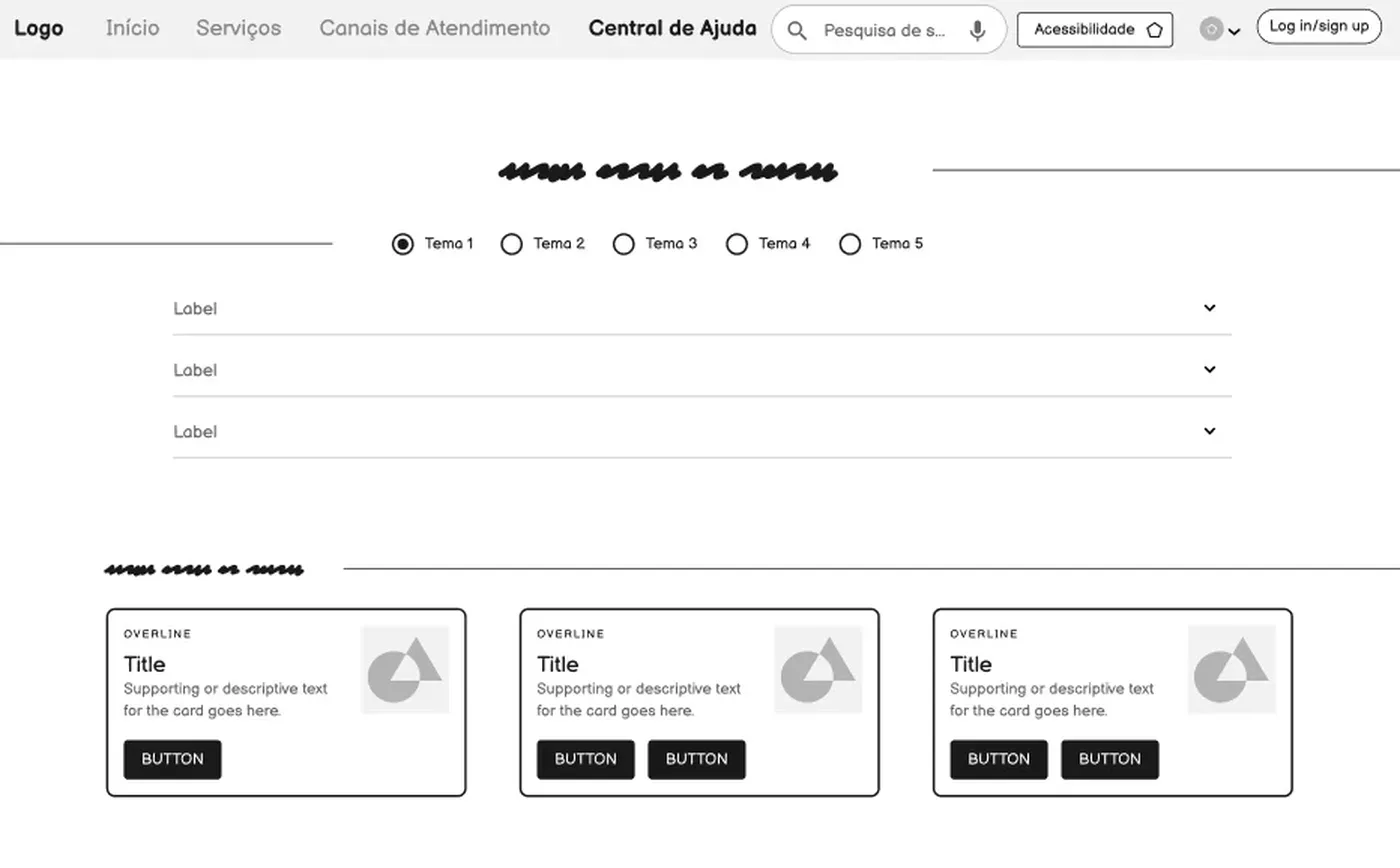 Logo Início Serviços Canais de Atendimento Central de Ajuda Pesquisa de s... Acessibilidade Log in/sign up
Tema 1 Tema 2 Tema 3 Tema 4 Tema 5
Label
Label
Label
OVERLINE
Title
Supporting or descriptive text
for the card goes here.
BUTTON
OVERLINE
Title
Supporting or descriptive text
for the card goes here.
BUTTON BUTTON
OVERLINE
Title
Supporting or descriptive text
for the card goes here.
BUTTON BUTTON